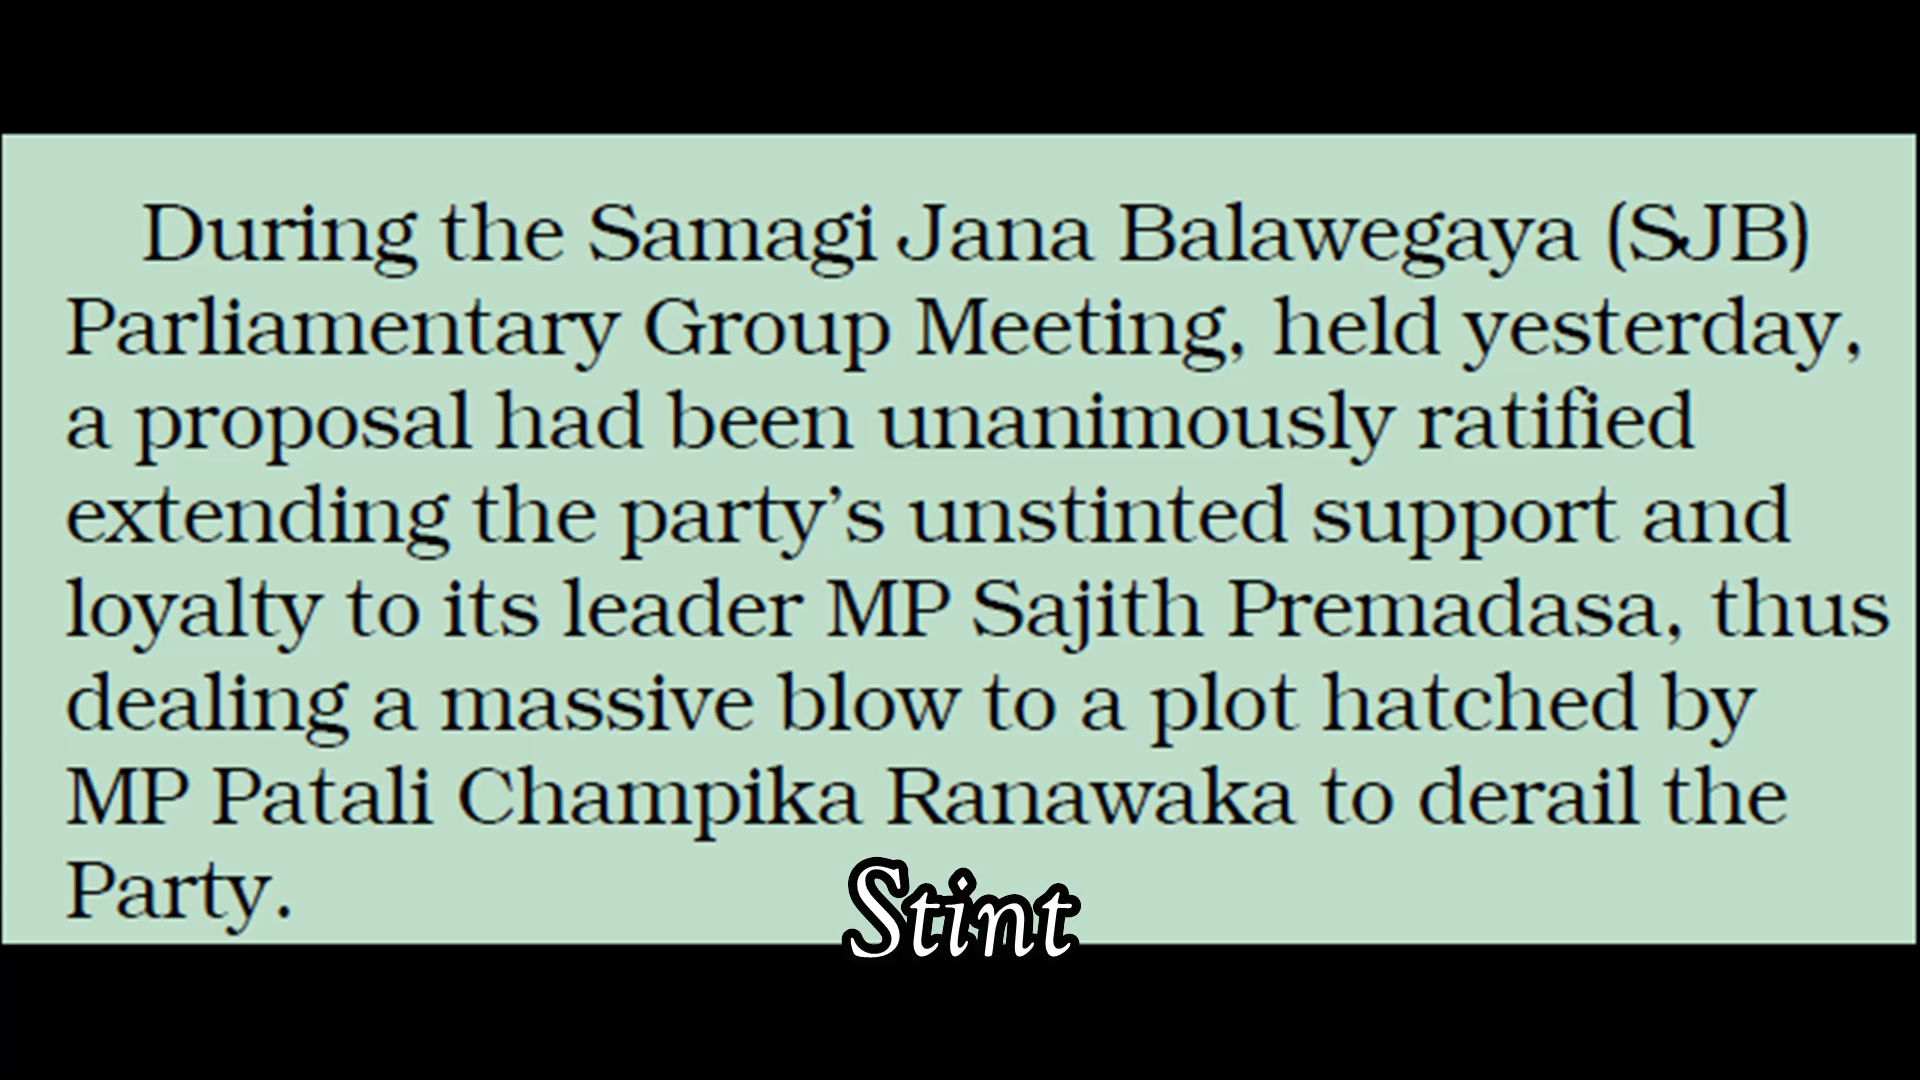 During the Samagi Jana Balawegaya (SJB)
Parliamentary Group Meeting, held yesterday,
a proposal had been unanimously ratified
extending the party’s unstinted support and
loyalty to its leader MP Sajith Premadasa, thus
dealing a massive blow to a plot hatched by
MP Patali Champika Ranawaka to derail the
Party.
Stint